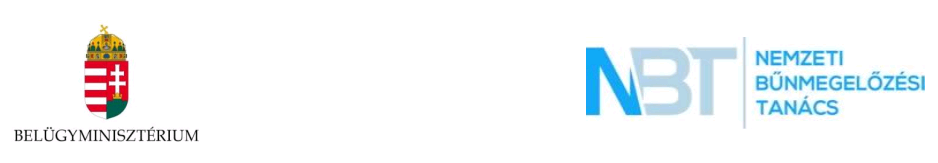 BELÜGYMINISZTÉRIUM
NBT
NEMZETI
BŰNMEGELŐZÉSI
TANÁCS